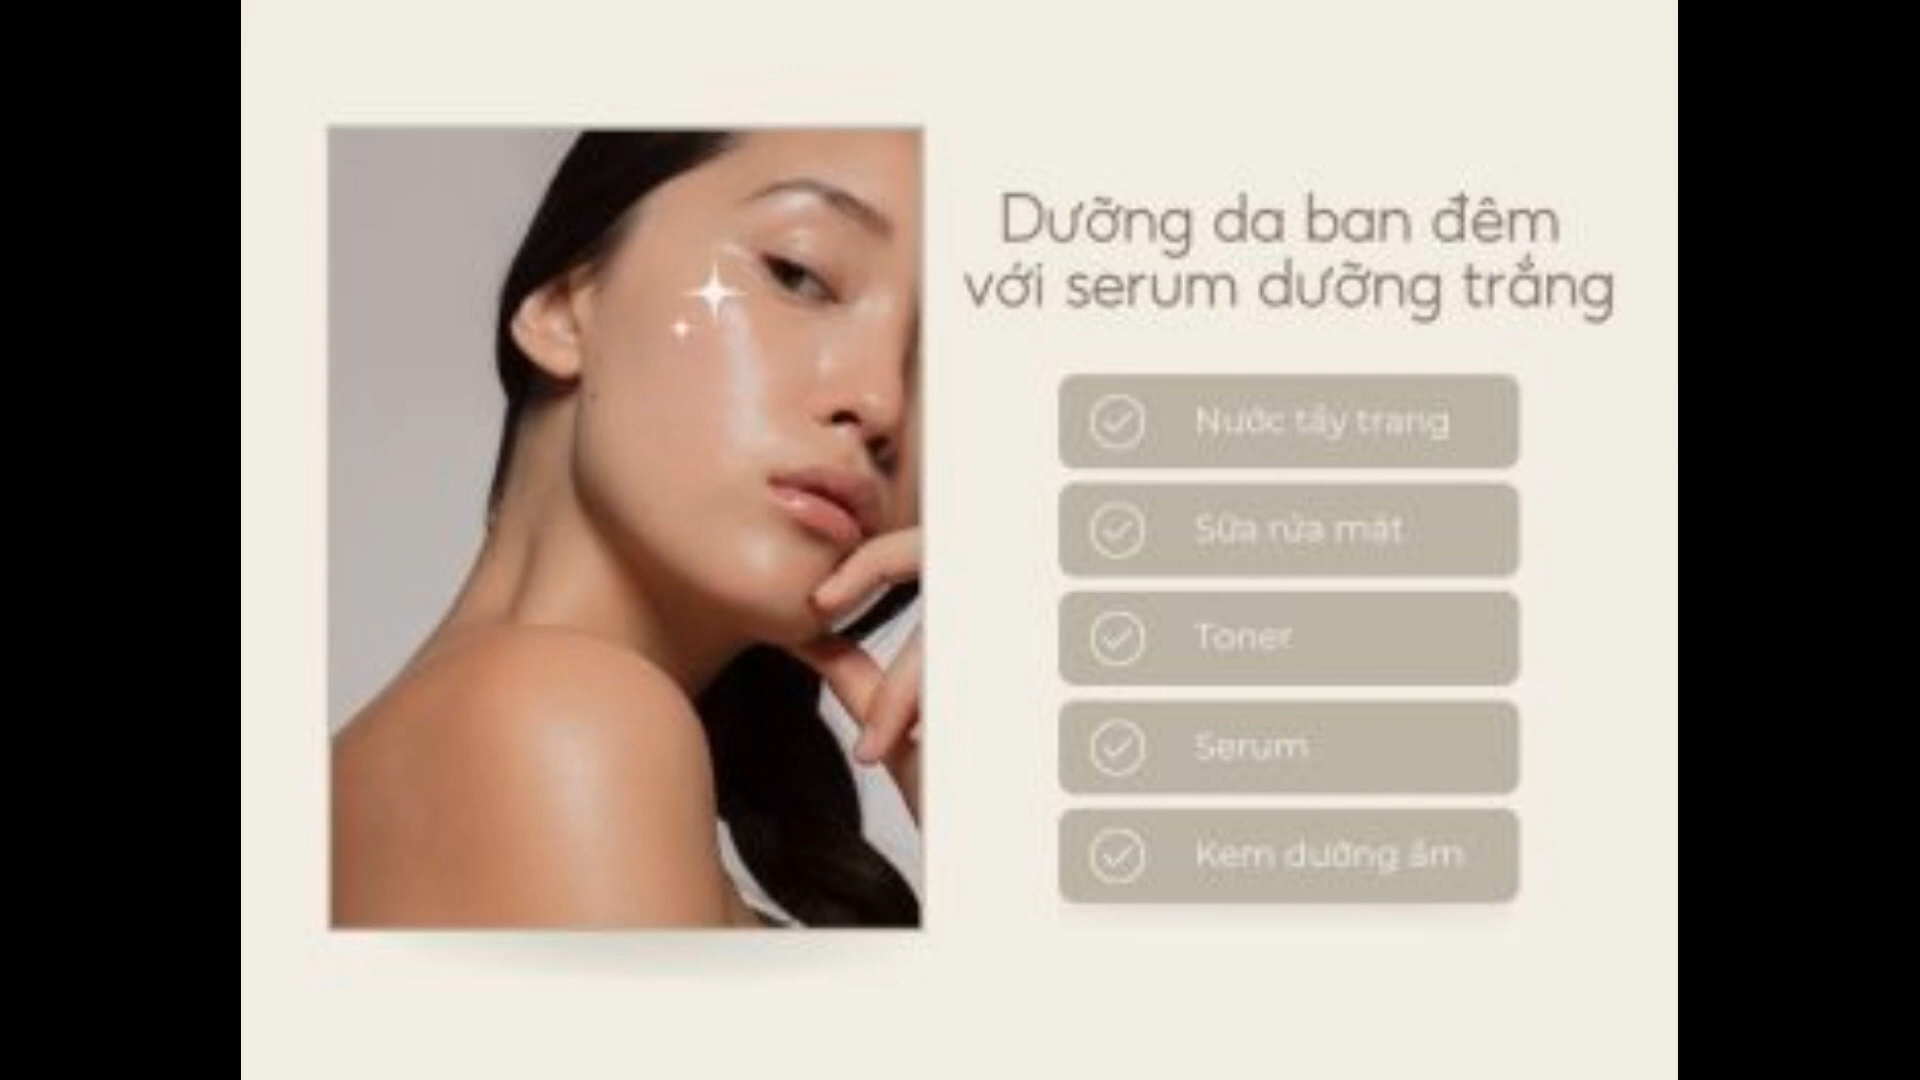 Dưỡng da ban đêm
với serum dưỡng trắng
Nước tẩy trang
Sữa rửa mặt
Toner
Serum
Kem dưỡng ẩm